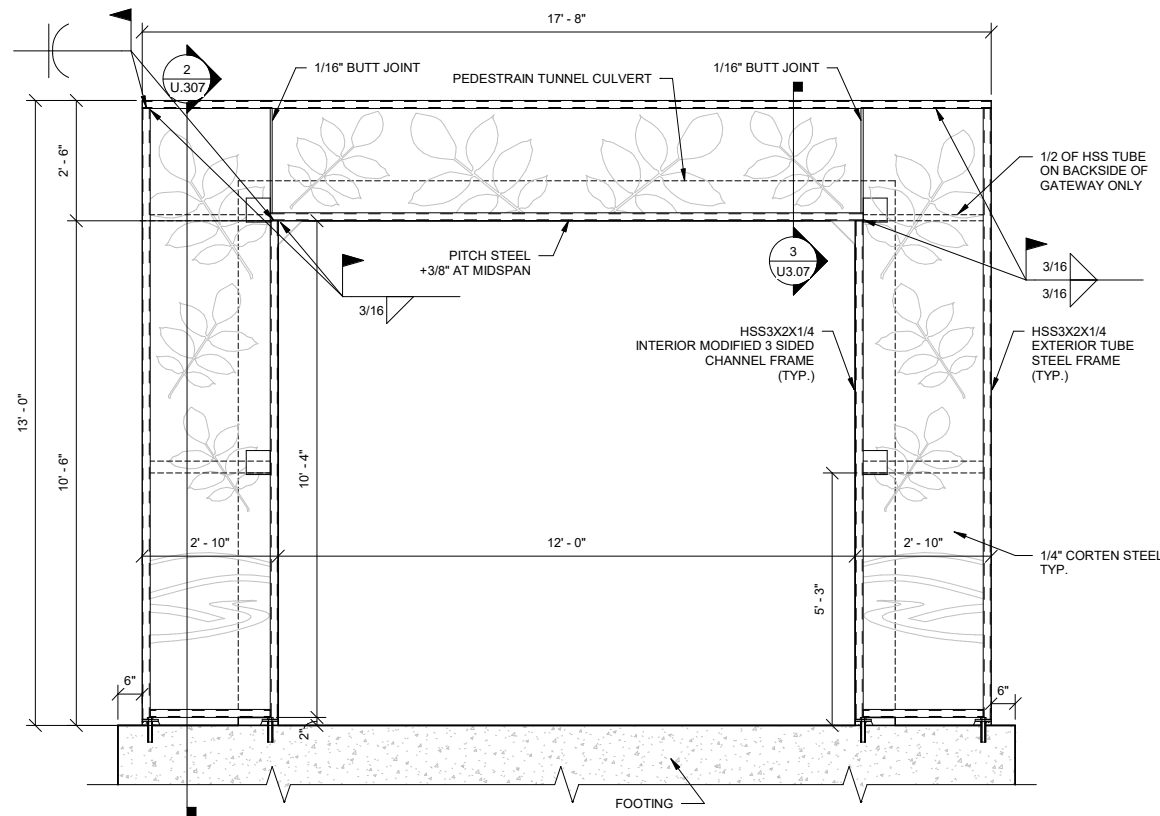 17' - 8"
2
U.307
1/16" BUTT JOINT
PEDESTRAIN TUNNEL CULVERT
1/16" BUTT JOINT
2' - 6"
1/2 OF HSS TUBE
ON BACKSIDE OF
GATEWAY ONLY
PITCH STEEL
+3/8" AT MIDSPAN
3
U3.07
3/16
3/16
3/16
HSS3X2X1/4
INTERIOR MODIFIED 3 SIDED
CHANNEL FRAME
(TYP.)
HSS3X2X1/4
EXTERIOR TUBE
STEEL FRAME
(TYP.)
13' - 0"
10' - 6"
10' - 4"
2' - 10"
12' - 0"
2' - 10"
1/4" CORTEN STEEL
TYP.
5' - 3"
6"
6"
2"
FOOTING